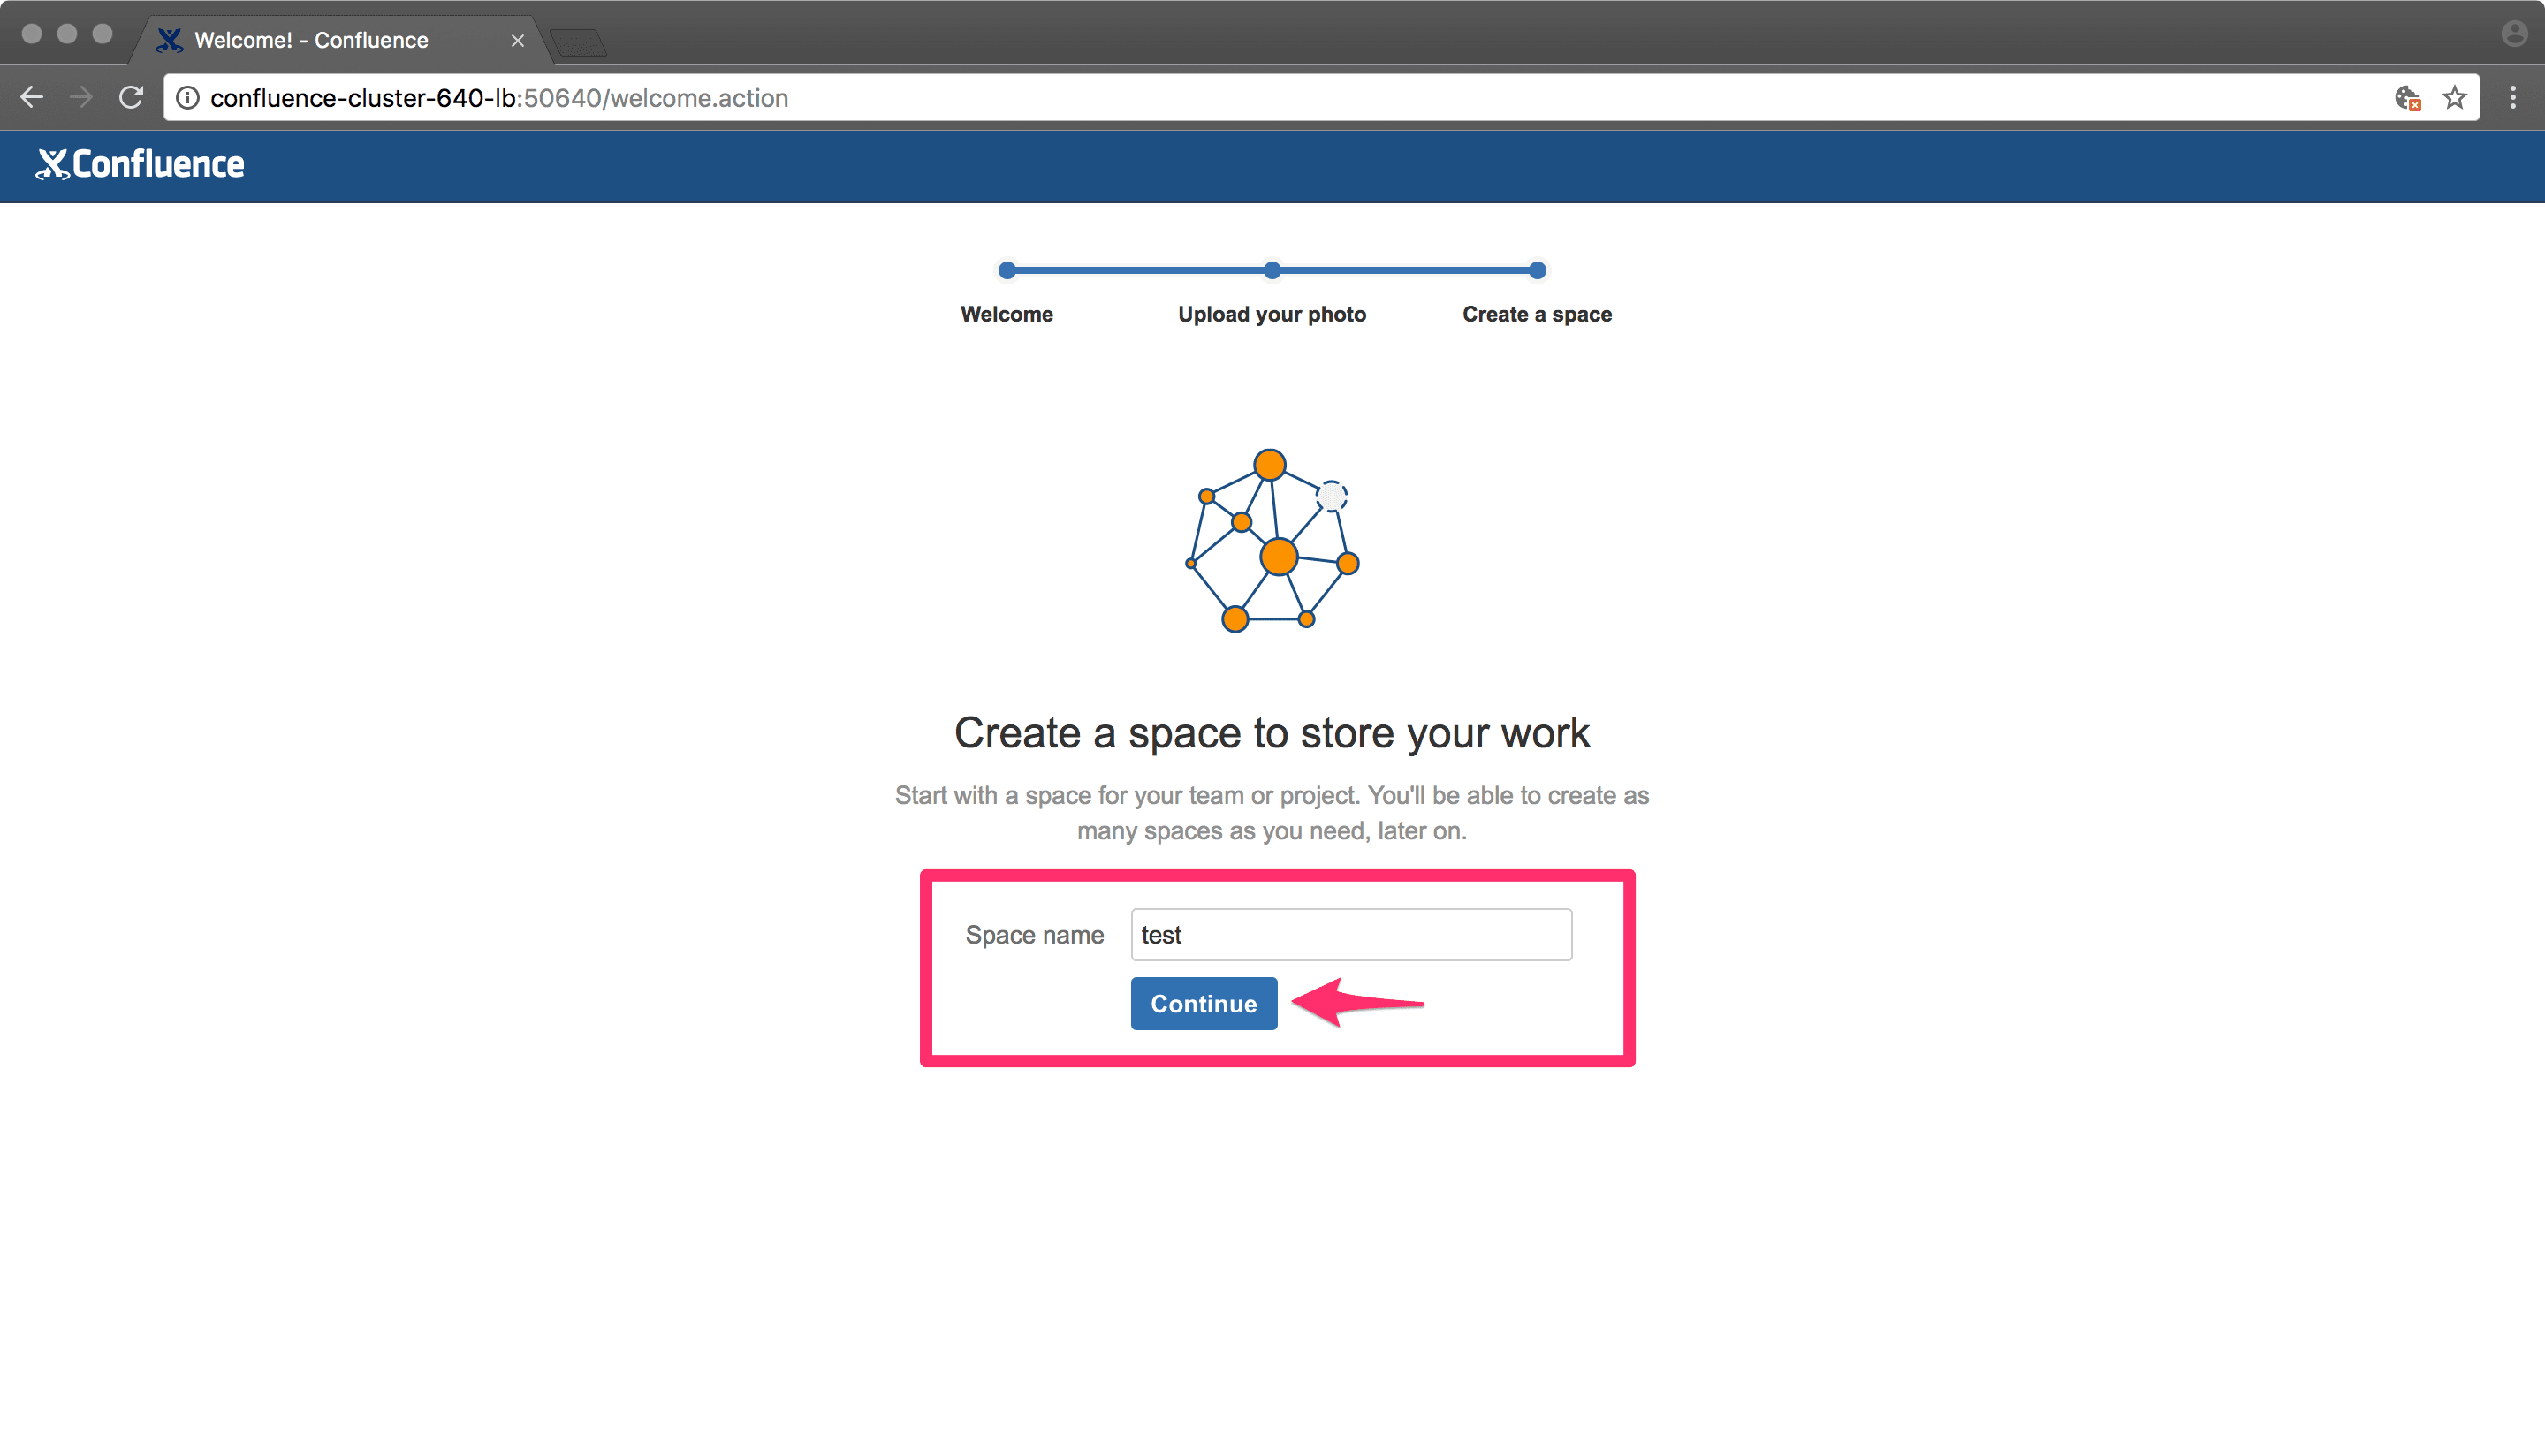 Welcome! - Confluence
confluence-cluster-640-lb:50640/welcome.action
Confluence
Welcome
Upload your photo
Create a space
Create a space to store your work
Start with a space for your team or project. You'll be able to create as
many spaces as you need, later on.
Space name
test
Continue